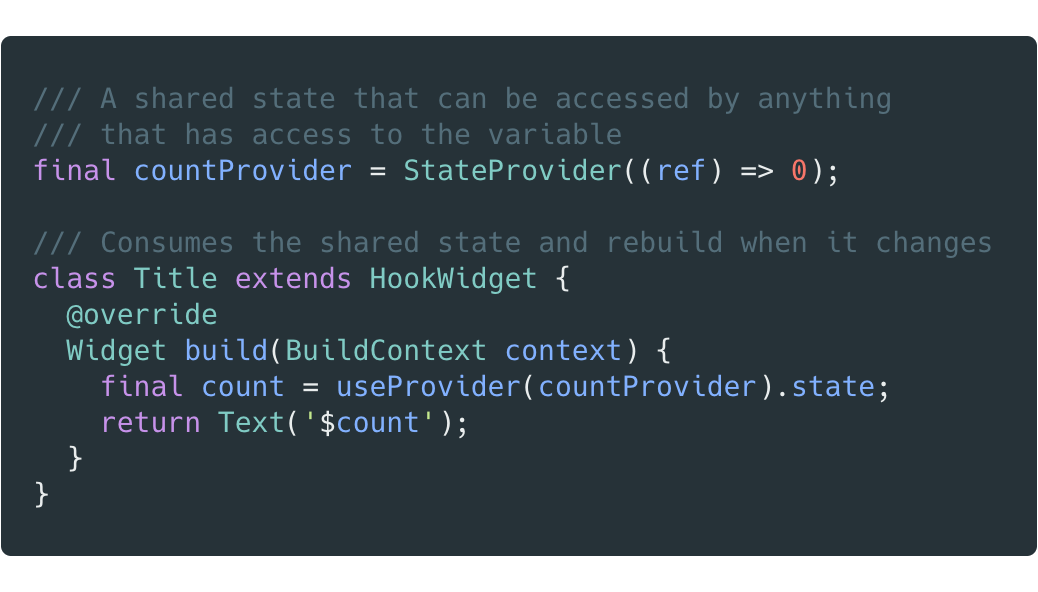 /// A shared state that can be accessed by anything
/// that has access to the variable
final countProvider = StateProvider((ref) => 0);
/// Consumes the shared state and rebuild when it changes
class Title extends HookWidget {
  @override
  Widget build(BuildContext context) {
    final count = useProvider(countProvider).state;
    return Text('$count');
  }
}